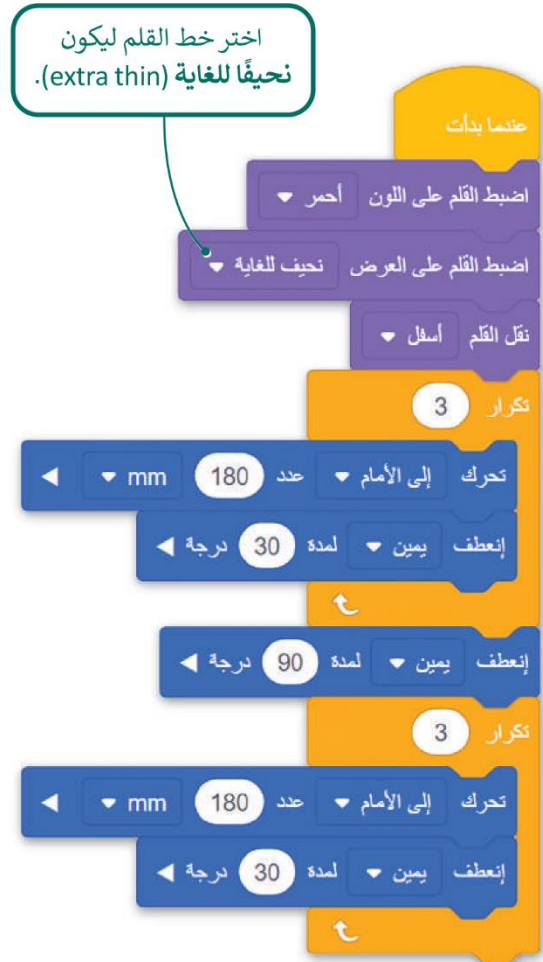 اختر خط القلم ليكون
نحيفًا للغاية (extra thin).
عندما بدأت
اضبط القلم على اللون أحمر
اضبط القلم على العرض نحيف للغاية
نقل القلم أسفل
تكرار 3
تحرك إلى الأمام عدد 180 mm
إنعطف يمين لمدة 30 درجة
إنعطف يمين لمدة 90 درجة
تكرار 3
تحرك إلى الأمام عدد 180 mm
إنعطف يمين لمدة 30 درجة